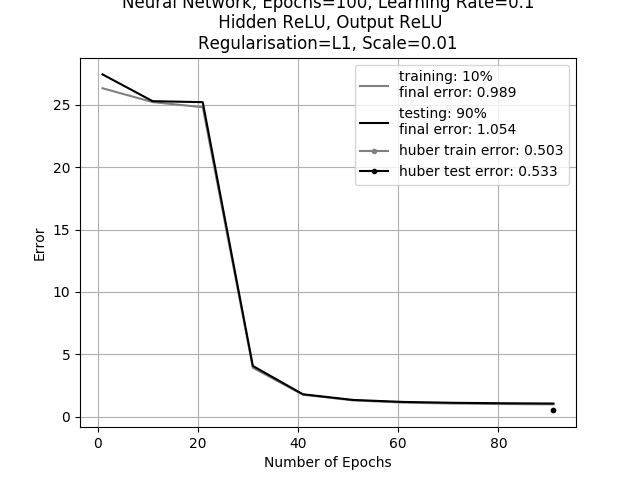 Neural Network, Epochs=100, Learning Rate=0.1
Hidden ReLU, Output ReLU
Regularisation=L1, Scale=0.01
training: 10%
final error: 0.989
testing: 90%
final error: 1.054
huber train error: 0.503
huber test error: 0.533
25
20
15
10
5
0
Error
0 20 40 60 80
Number of Epochs